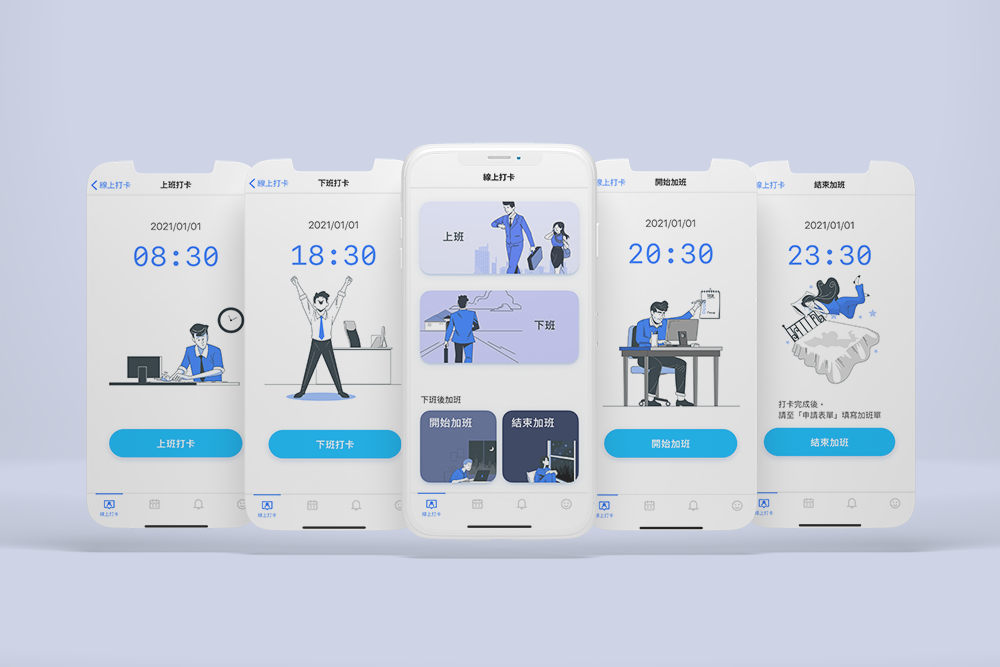 線上打卡
上班打卡
2021/01/01
08:30
上班打卡
線上打卡
線上打卡
下班打卡
2021/01/01
18:30
下班打卡
線上打卡
線上打卡
上班
下班
下班後加班
開始加班
結束加班
線上打卡
線上打卡
開始加班
2021/01/01
20:30
開始加班
線上打卡
線上打卡
結束加班
2021/01/01
23:30
打卡完成後,
請至「申請表單」填寫加班單
結束加班
線上打卡